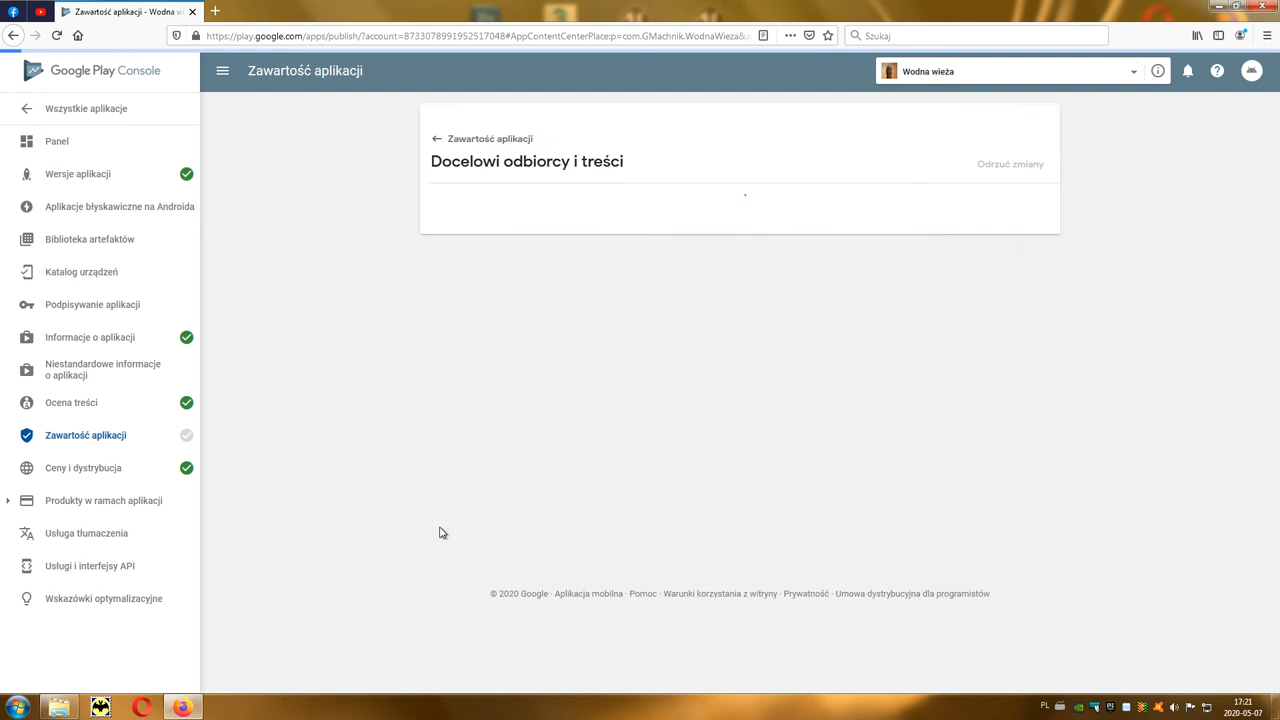 Zawartość aplikacji - Wodna wi
https://play.google.com/apps/publish/?account=8733078991952517048#AppContentCenterPlace:p=com.GMachnik.WodnaWieza&
Szukaj
Google Play Console
Zawartość aplikacji
Wodna wieża
Wszystkie aplikacje
Panel
Wersje aplikacji
Aplikacje błyskawiczne na Androida
Biblioteka artefaktów
Katalog urządzeń
Podpisywanie aplikacji
Informacje o aplikacji
Niestandardowe informacje
o aplikacji
Ocena treści
Zawartość aplikacji
Ceny i dystrybucja
Produkty w ramach aplikacji
Usługa tłumaczenia
Usługi i interfejsy API
Wskazówki optymalizacyjne
Zawartość aplikacji
Docelowi odbiorcy i treści
Odrzuć zmiany
© 2020 Google · Aplikacja mobilna · Pomoc · Warunki korzystania z witryny · Prywatność · Umowa dystrybucyjna dla programistów
PL
17:21
2020-05-07